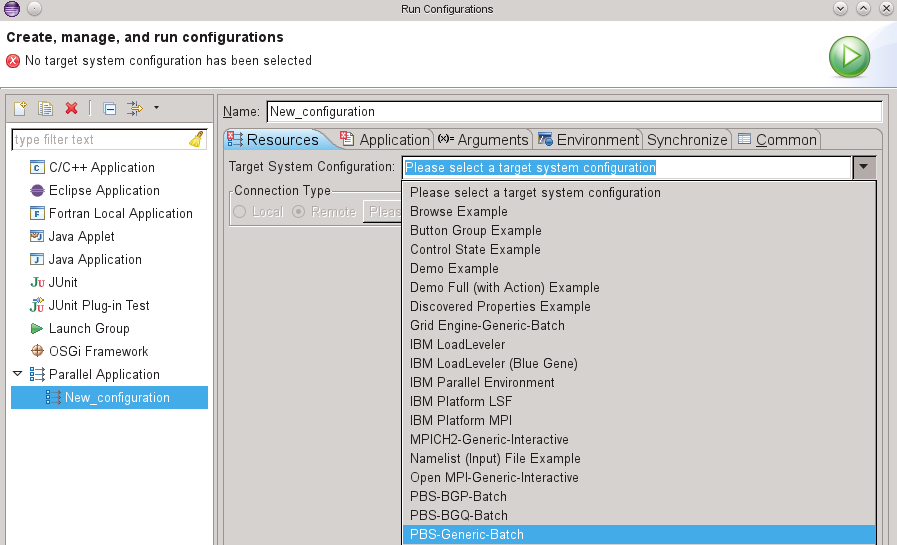 Run Configurations
Create, manage, and run configurations
No target system configuration has been selected
Name: New_configuration
type filter text
Resources Application (x)= Arguments Environment Synchronize Common
C/C++ Application
Eclipse Application
Fortran Local Application
Java Applet
Java Application
JUnit
JUnit Plug-in Test
Launch Group
OSGi Framework
Parallel Application
New_configuration
Target System Configuration: Please select a target system configuration
Connection Type
Local Remote Pleas
Please select a target system configuration
Browse Example
Button Group Example
Control State Example
Demo Example
Demo Full (with Action) Example
Discovered Properties Example
Grid Engine-Generic-Batch
IBM LoadLeveler
IBM LoadLeveler (Blue Gene)
IBM Parallel Environment
IBM Platform LSF
IBM Platform MPI
MPICH2-Generic-Interactive
Namelist (Input) File Example
Open MPI-Generic-Interactive
PBS-BGP-Batch
PBS-BGQ-Batch
PBS-Generic-Batch